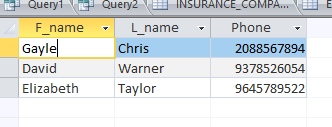 Query1 Query2 INSURANCE_COMPA...
F_name L_name Phone
Gayle Chris 2088567894
David Warner 9378526054
Elizabeth Taylor 9645789522